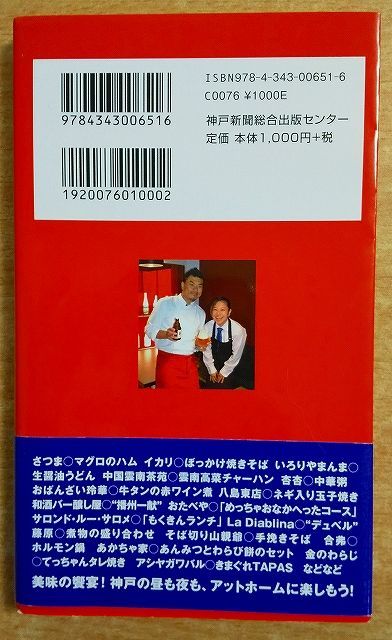 ISBN978-4-343-00651-6
C0076 ¥1000E
9784343006516
神戸新聞総合出版センター
定価 本体1,000円+税
1920076010002
さつま○マグロのハム イカリ○ぼっかけ焼きそば いろりやまんま○
生醤油うどん 中国雲南茶苑○雲南高菜チャーハン 杏杏○中華粥
おばんざい玲華○牛タンの赤ワイン煮 八島東店○ネギ入り玉子焼き
和酒バー醸し屋○"播州一献" おたべや○「めっちゃおなかへったコース」
サロンド・ルー・サロメ○「もくきんランチ」 La Diablina○"デュベル"
藤原○煮物の盛り合わせ そば切り山親爺○手挽きそば 合弗○
ホルモン鍋 あかちゃ家○あんみつとわらび餅のセット 金のわらじ
○てっちゃんタレ焼き アシヤガワバル○きまぐれTAPAS などなど
美味の饗宴!神戸の昼も夜も、アットホームに楽しもう!